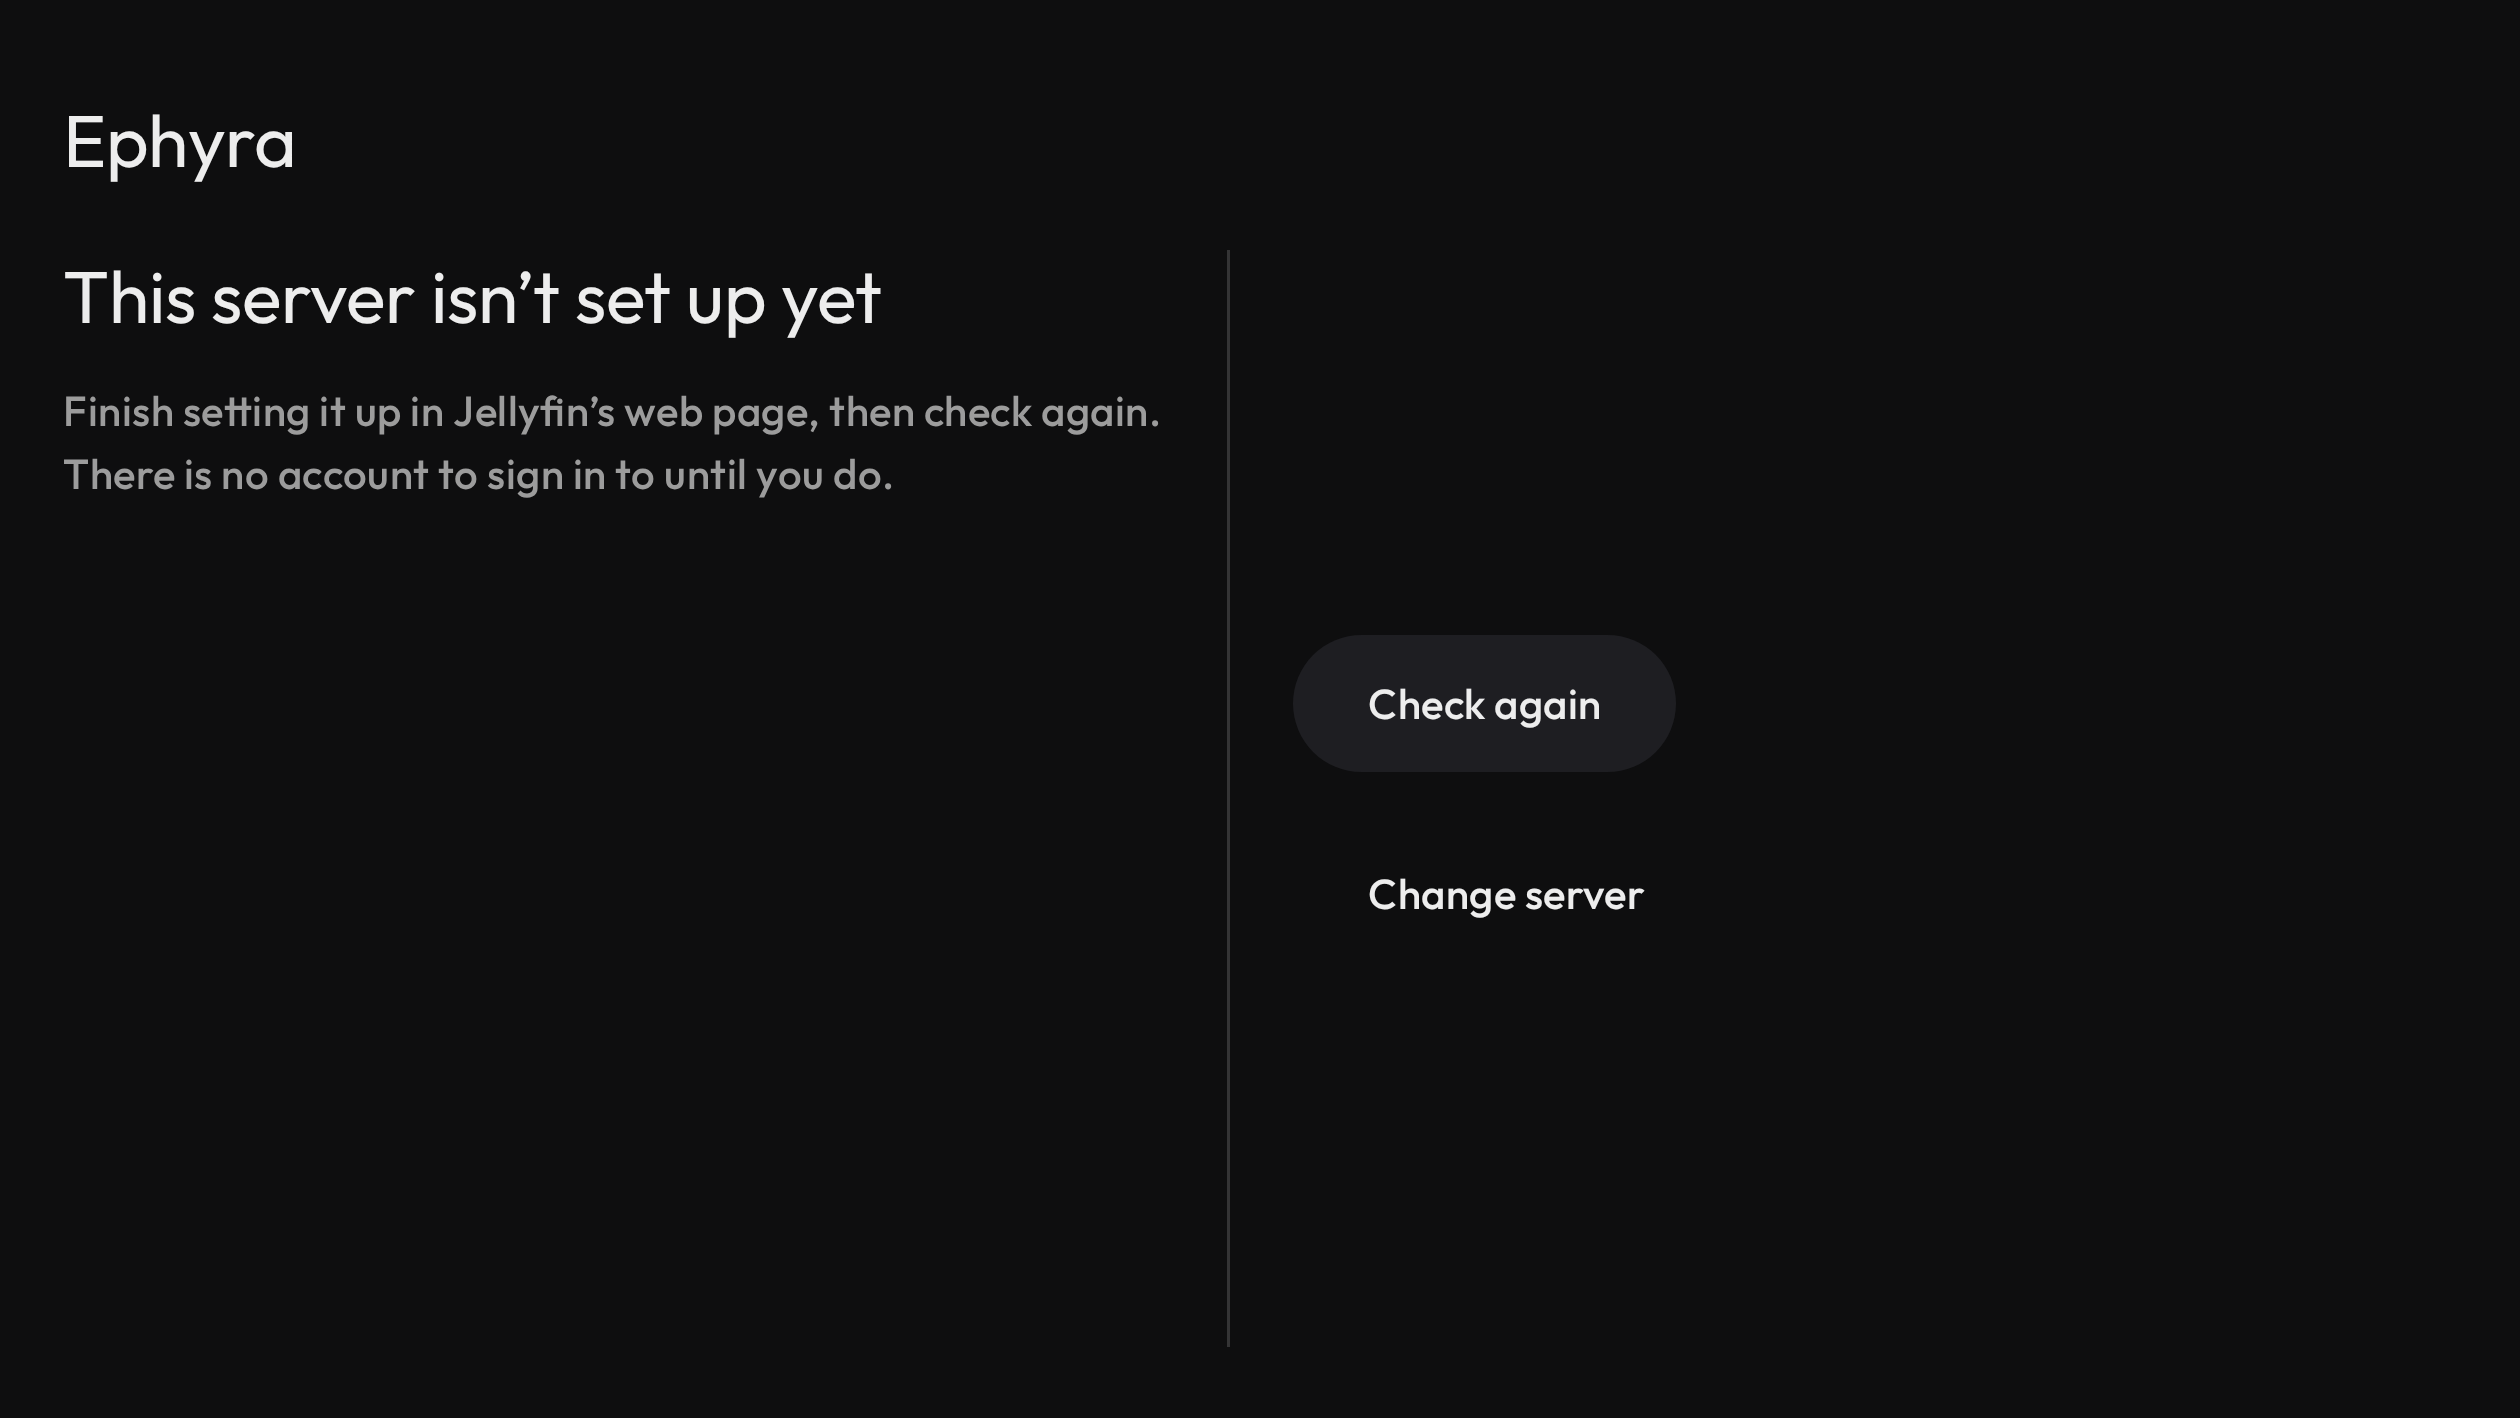 Ephyra
This server isn’t set up yet
Finish setting it up in Jellyfin’s web page, then check again.
There is no account to sign in to until you do.
Check again
Change server